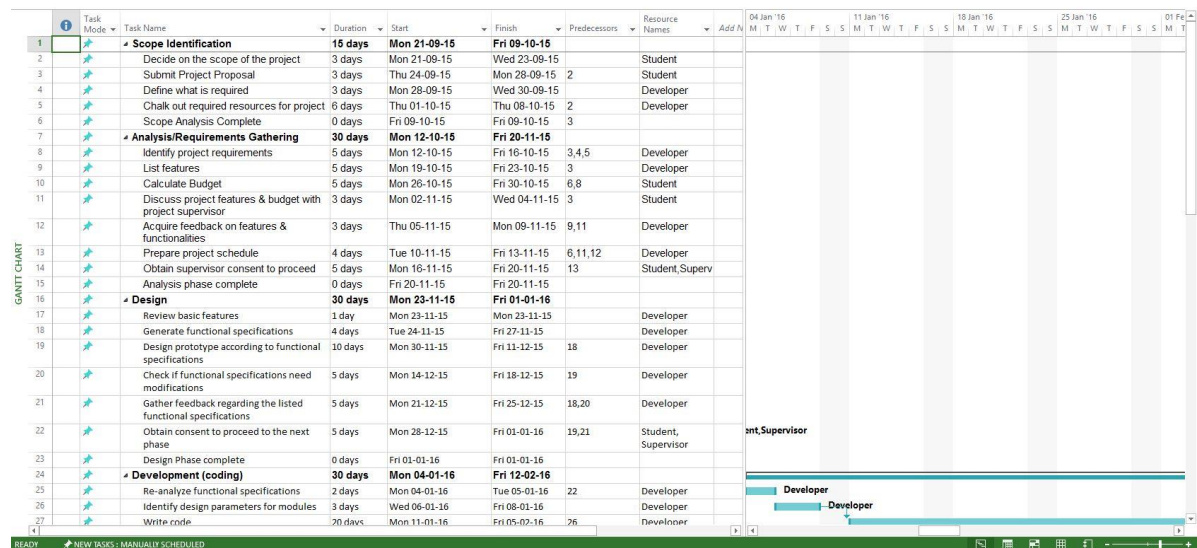 Task Mode Task Name Duration Start Finish Predecessors Resource Names Add N 04 Jan '16 11 Jan '16 18 Jan '16 25 Jan '16 01 Fe
M T W T F S S M T W T F S S M T W T F S S M T W T F S S M T
1 Scope Identification 15 days Mon 21-09-15 Fri 09-10-15
2 Decide on the scope of the project 3 days Mon 21-09-15 Wed 23-09-15 Student
3 Submit Project Proposal 3 days Thu 24-09-15 Mon 28-09-15 2 Student
4 Define what is required 3 days Mon 28-09-15 Wed 30-09-15 Developer
5 Chalk out required resources for project 6 days Thu 01-10-15 Thu 08-10-15 2 Developer
6 Scope Analysis Complete 0 days Fri 09-10-15 Fri 09-10-15 3
7 Analysis/Requirements Gathering 30 days Mon 12-10-15 Fri 20-11-15
8 Identify project requirements 5 days Mon 12-10-15 Fri 16-10-15 3,4,5 Developer
9 List features 5 days Mon 19-10-15 Fri 23-10-15 3 Developer
10 Calculate Budget 5 days Mon 26-10-15 Fri 30-10-15 6,8 Student
11 Discuss project features & budget with 3 days Mon 02-11-15 Wed 04-11-15 3 Student
project supervisor
12 Acquire feedback on features & 3 days Thu 05-11-15 Mon 09-11-15 9,11 Developer
functionalities
13 Prepare project schedule 4 days Tue 10-11-15 Fri 13-11-15 6,11,12 Developer
14 Obtain supervisor consent to proceed 5 days Mon 16-11-15 Fri 20-11-15 13 Student,Superv
15 Analysis phase complete 0 days Fri 20-11-15 Fri 20-11-15
16 Design 30 days Mon 23-11-15 Fri 01-01-16
17 Review basic features 1 day Mon 23-11-15 Mon 23-11-15 Developer
18 Generate functional specifications 4 days Tue 24-11-15 Fri 27-11-15 Developer
19 Design prototype according to functional 10 days Mon 30-11-15 Fri 11-12-15 18 Developer
specifications
20 Check if functional specifications need 5 days Mon 14-12-15 Fri 18-12-15 19 Developer
modifications
21 Gather feedback regarding the listed 5 days Mon 21-12-15 Fri 25-12-15 18,20 Developer
functional specifications
22 Obtain consent to proceed to the next 5 days Mon 28-12-15 Fri 01-01-16 19,21 Student, ent,Supervisor
phase Supervisor
23 Design Phase complete 0 days Fri 01-01-16 Fri 01-01-16
24 Development (coding) 30 days Mon 04-01-16 Fri 12-02-16
25 Re-analyze functional specifications 2 days Mon 04-01-16 Tue 05-01-16 22 Developer Developer
26 Identify design parameters for modules 3 days Wed 06-01-16 Fri 08-01-16 Developer Developer
27 Write code 20 days Mon 11-01-16 Fri 05-02-16 26 Developer
GANTT CHART
READY NEW TASKS : MANUALLY SCHEDULED